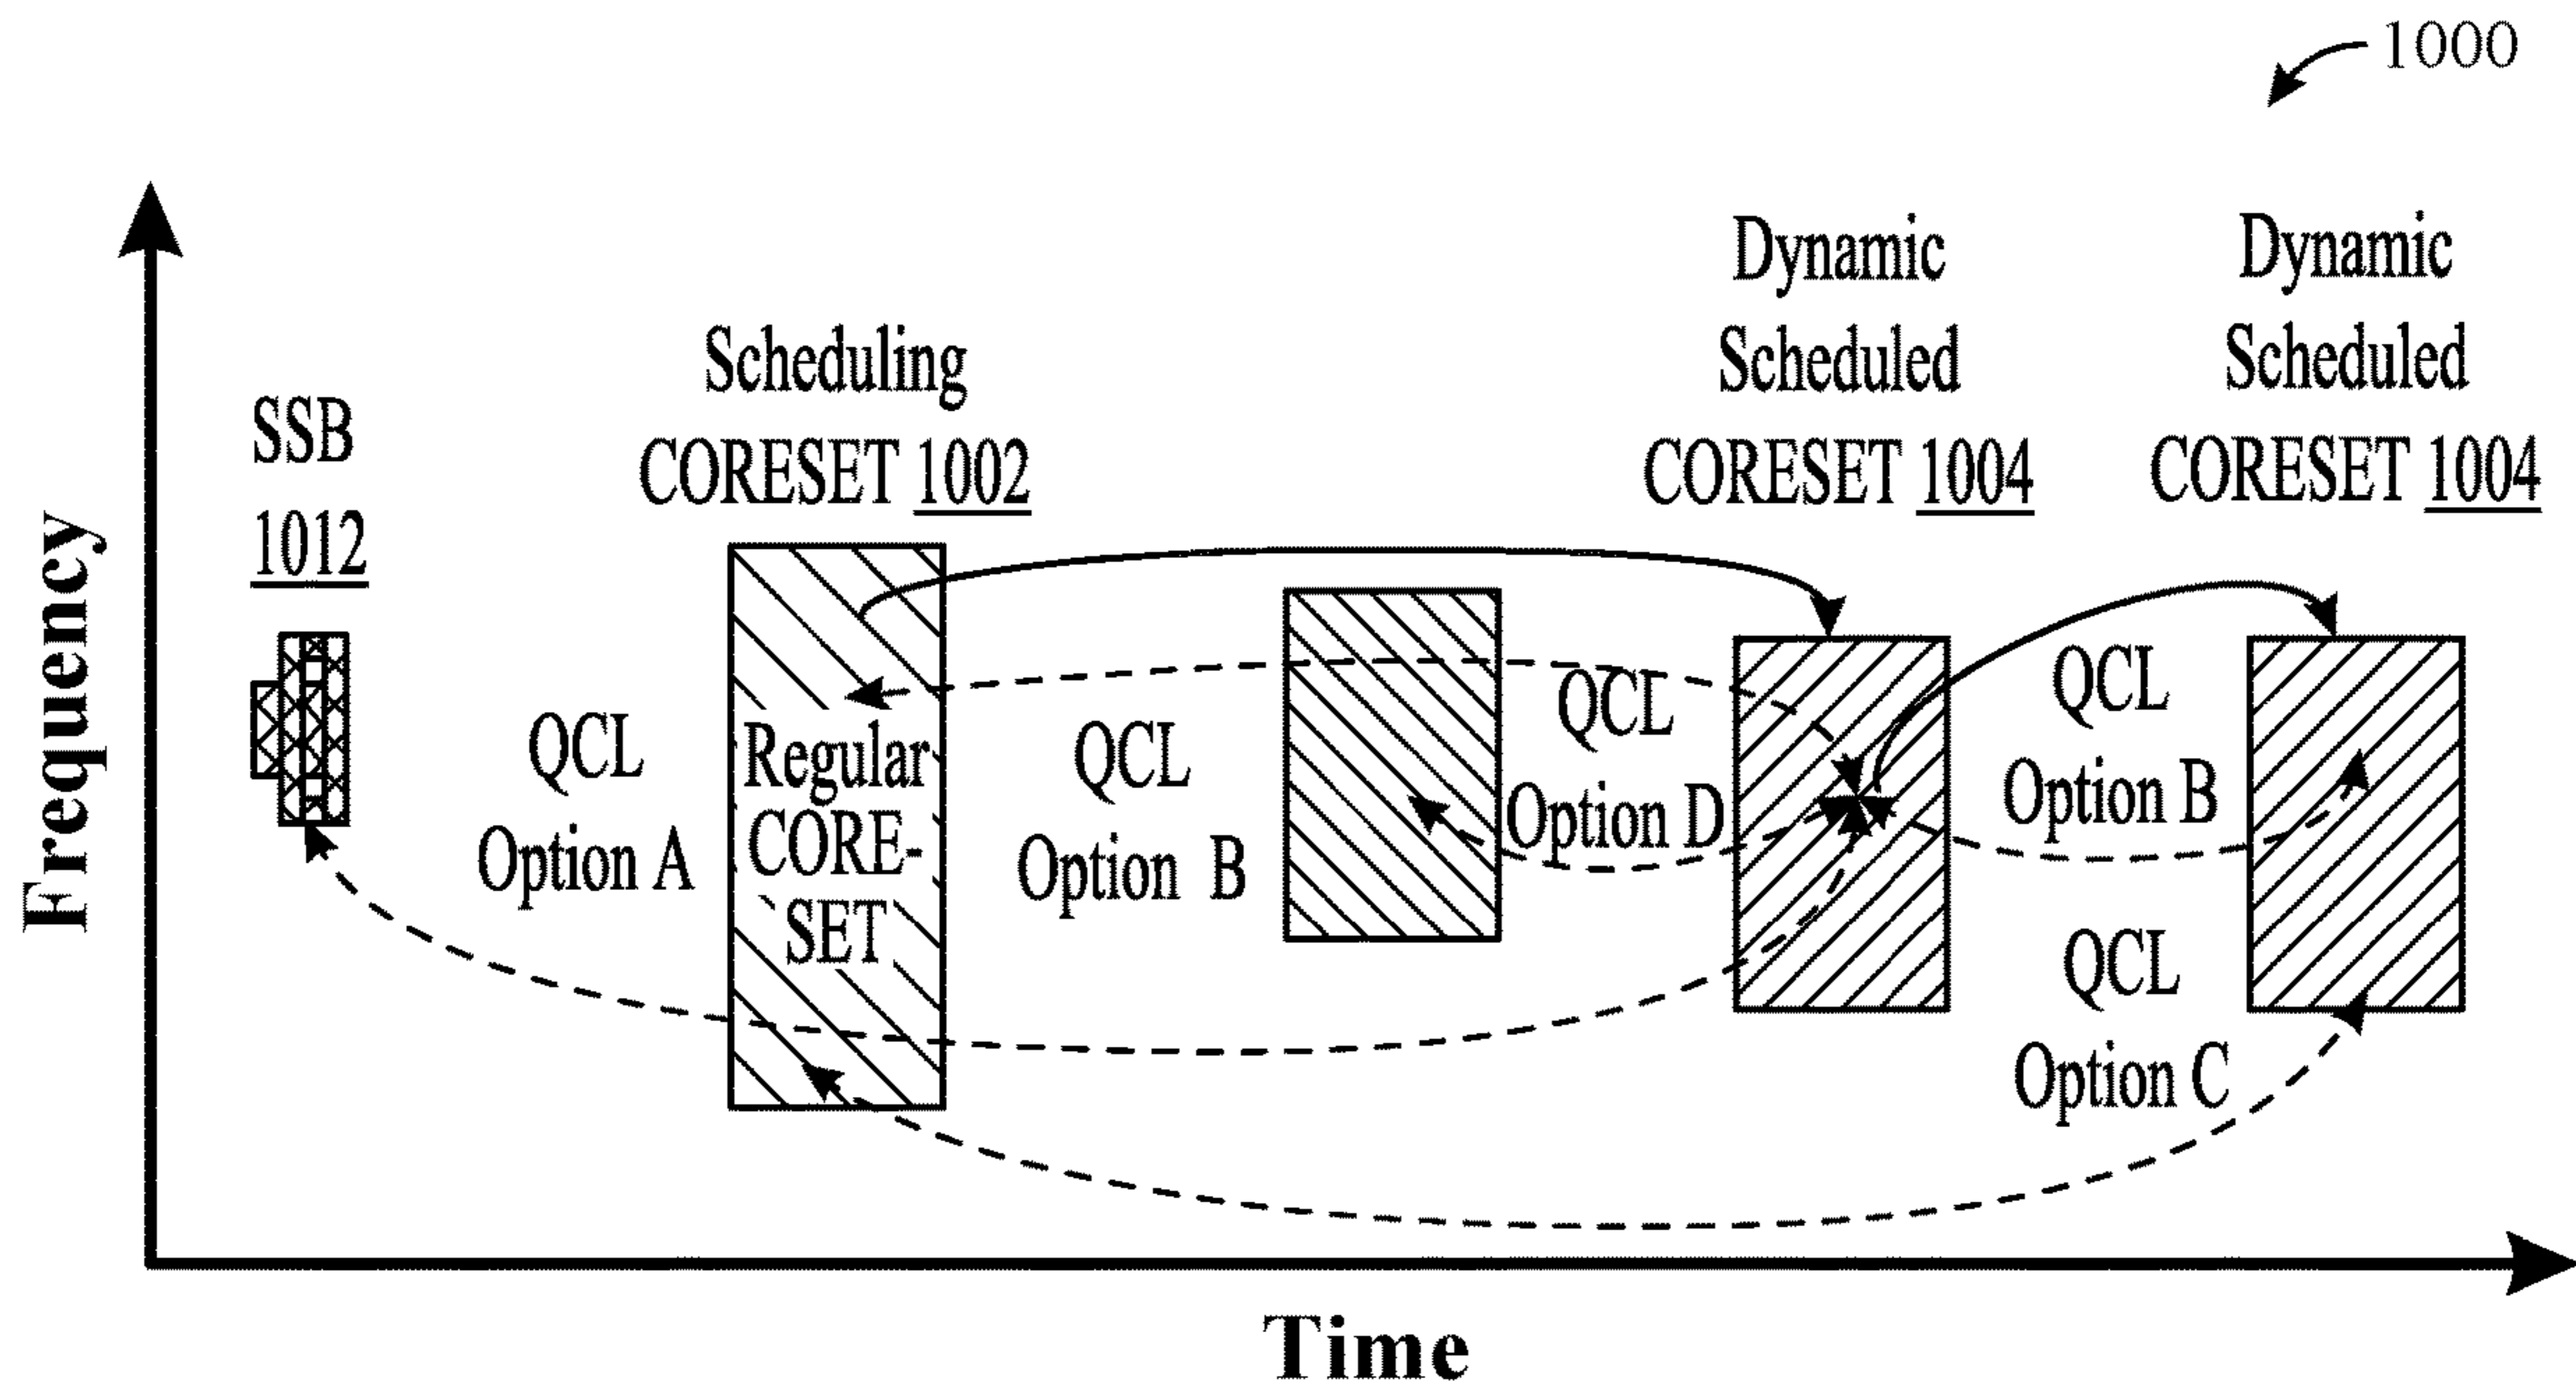 1000
Frequency
SSB
1012
Scheduling
CORESET 1002
Dynamic
Scheduled
CORESET 1004
Dynamic
Scheduled
CORESET 1004
QCL
Option A
Regular
CORE-
SET
QCL
Option B
QCL
Option D
QCL
Option B
QCL
Option C
Time